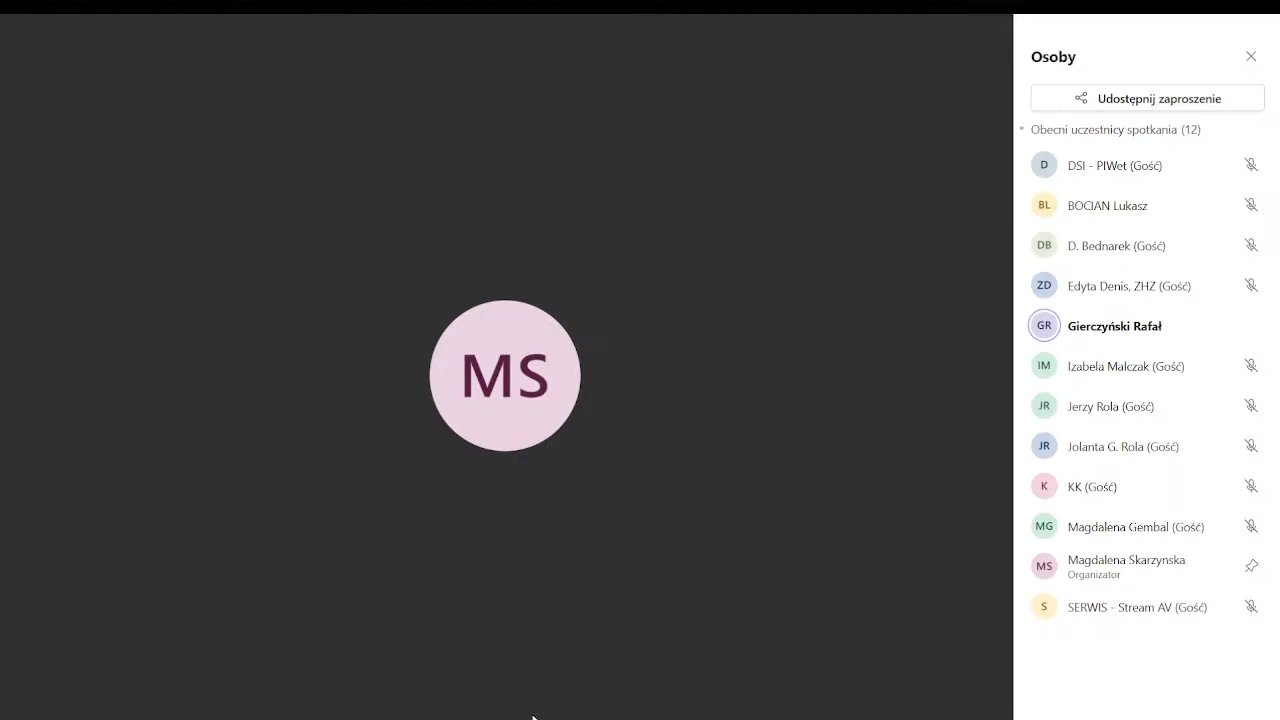 Osoby
Udostępnij zaproszenie
Obecni uczestnicy spotkania (12)
D DSI - PIWet (Gość)
BL BOCIAN Lukasz
DB D. Bednarek (Gość)
ZD Edyta Denis, ZHZ (Gość)
GR Gierczyński Rafał
MS
IM Izabela Malczak (Gość)
JR Jerzy Rola (Gość)
JR Jolanta G. Rola (Gość)
K KK (Gość)
MG Magdalena Gembal (Gość)
MS Magdalena Skarzynska
Organizator
S SERWIS - Stream AV (Gość)